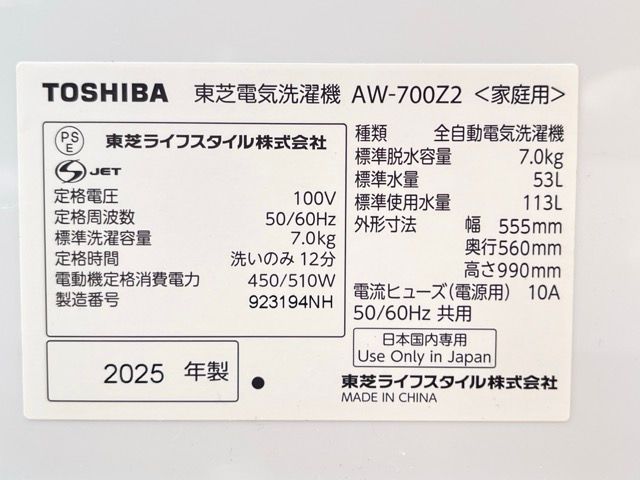 TOSHIBA 東芝電気洗濯機 AW-700Z2 <家庭用>
PS
E
東芝ライフスタイル株式会社
S JET
定格電圧 100V
定格周波数 50/60Hz
標準洗濯容量 7.0kg
定格時間 洗いのみ 12分
電動機定格消費電力 450/510W
製造番号 923194NH
2025 年製
種類 全自動電気洗濯機
標準脱水容量 7.0kg
標準水量 53L
標準使用水量 113L
外形寸法 幅 555mm
奥行560mm
高さ990mm
電流ヒューズ(電源用) 10A
50/60Hz 共用
日本国内専用
Use Only in Japan
東芝ライフスタイル株式会社
MADE IN CHINA